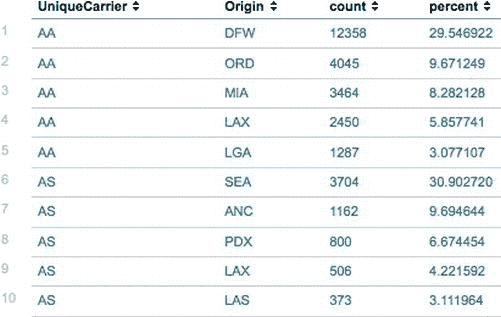 UniqueCarrier Origin count percent
1 AA DFW 12358 29.546922
2 AA ORD 4045 9.671249
3 AA MIA 3464 8.282128
4 AA LAX 2450 5.857741
5 AA LGA 1287 3.077107
6 AS SEA 3704 30.902720
7 AS ANC 1162 9.694644
8 AS PDX 800 6.674454
9 AS LAX 506 4.221592
10 AS LAS 373 3.111964